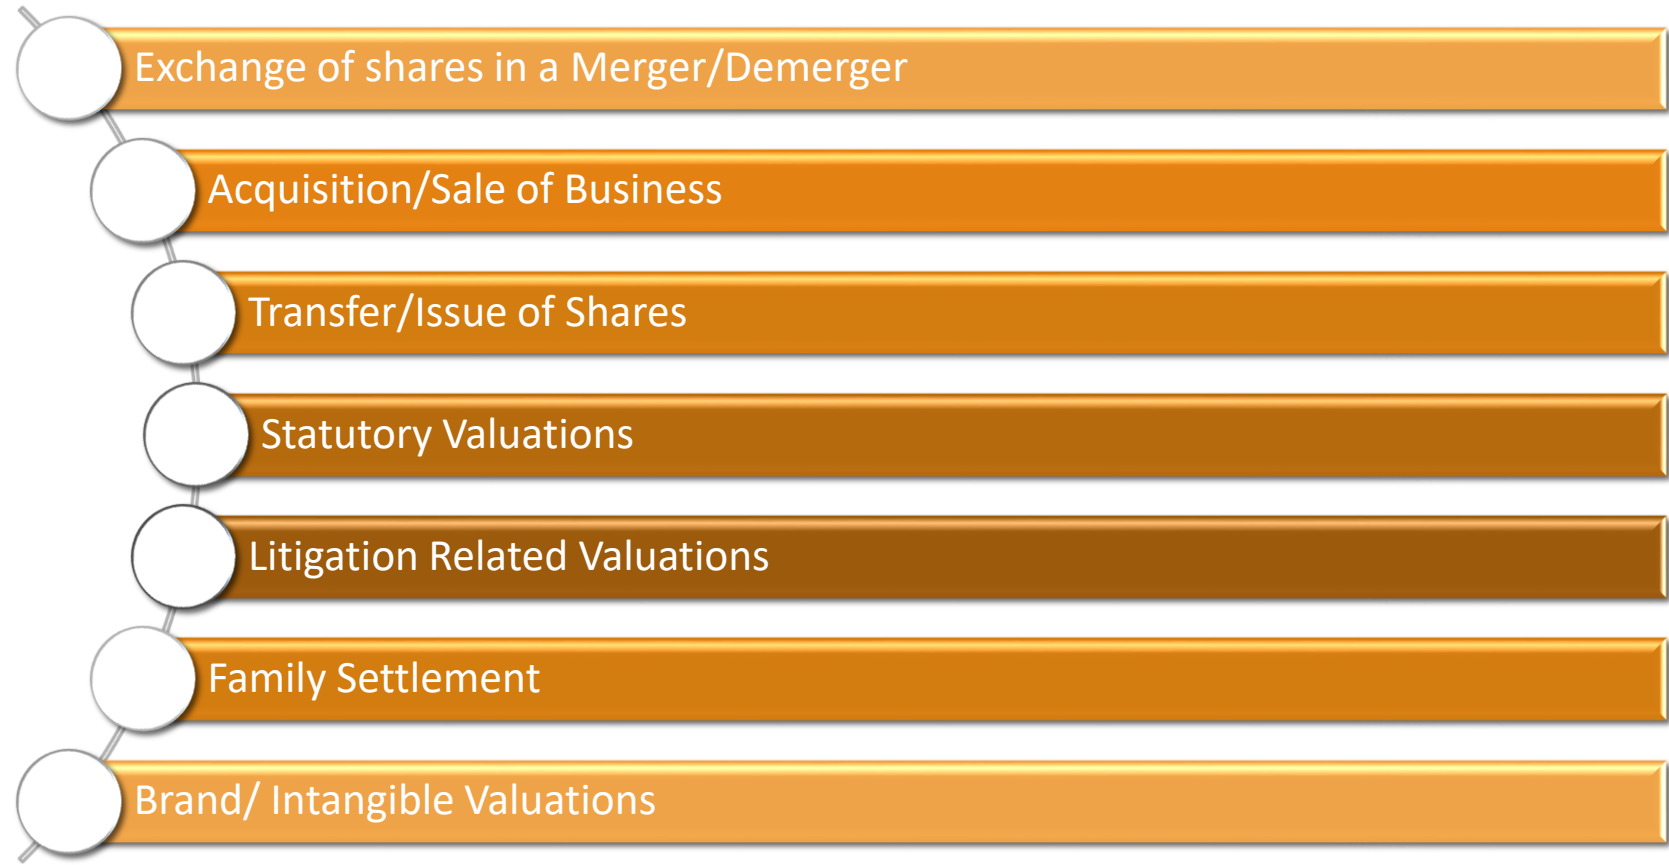 Exchange of shares in a Merger/Demerger
Acquisition/Sale of Business
Transfer/Issue of Shares
Statutory Valuations
Litigation Related Valuations
Family Settlement
Brand/ Intangible Valuations